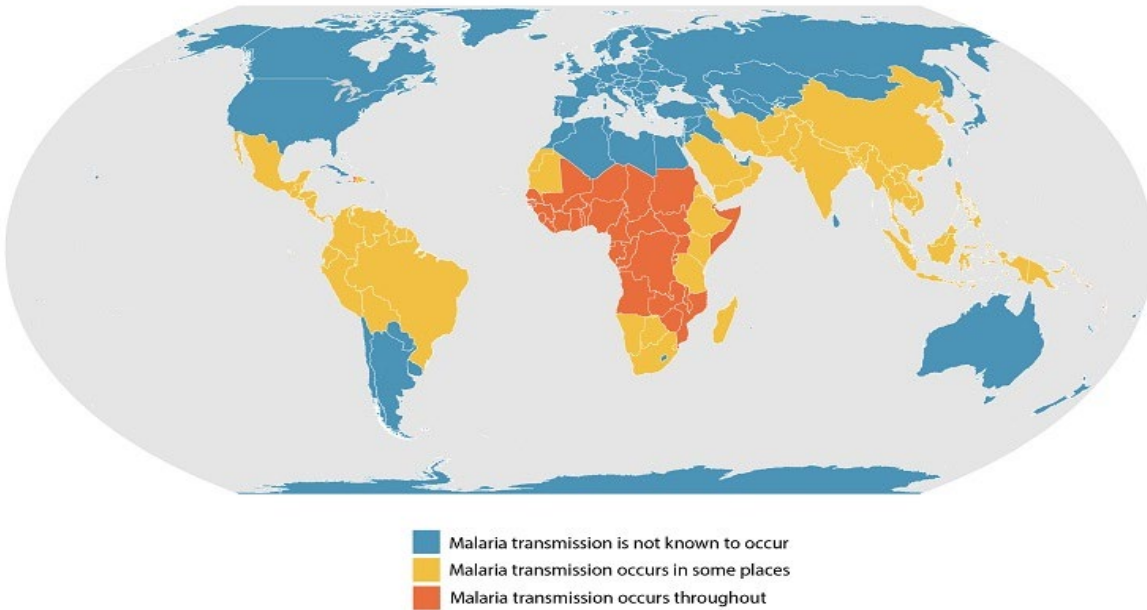 Malaria transmission is not known to occur
Malaria transmission occurs in some places
Malaria transmission occurs throughout